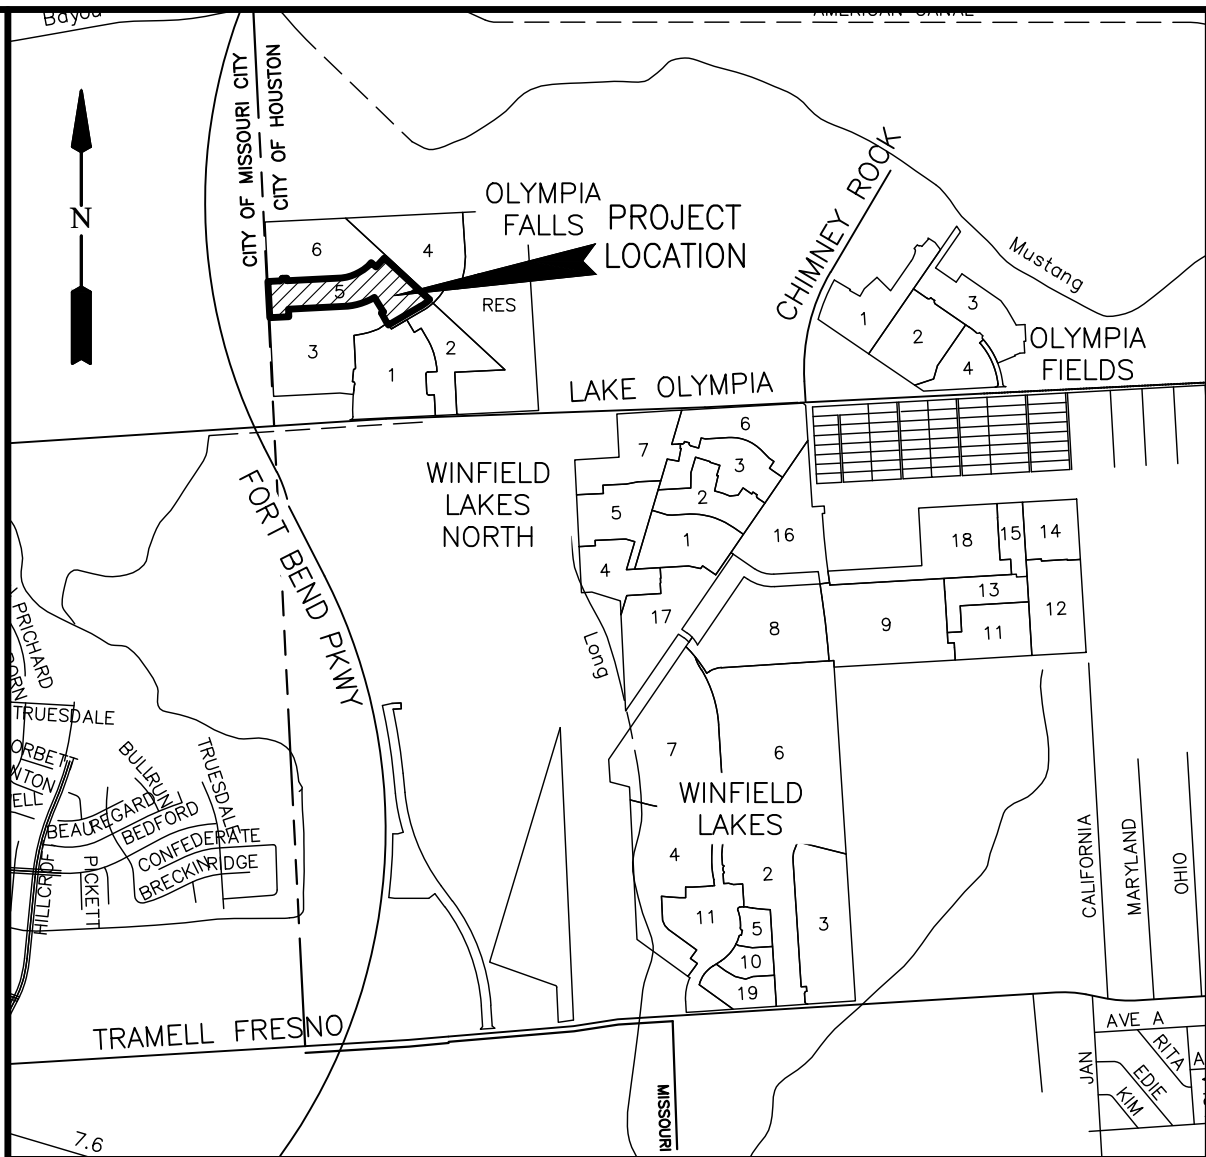 Bayou
AMERICAN CANAL
CITY OF MISSOURI CITY
CITY OF HOUSTON
N
OLYMPIA
FALLS
PROJECT
LOCATION
6
4
5
RES
3
1
2
CHIMNEY ROCK
Mustang
1
2
3
4
OLYMPIA
FIELDS
LAKE OLYMPIA
FORT BEND PKWY
WINFIELD
LAKES
NORTH
7
6
3
2
5
1
4
16
17
18
15
14
13
12
11
8
9
Long
PRICHARD
TRUESDALE
BULLRUN
TRUESDALE
BEAUREGARD
BEDFORD
CONFEDERATE
BRECKINRIDGE
PICKETT
7
6
WINFIELD
LAKES
4
2
11
5
3
10
19
CALIFORNIA
MARYLAND
OHIO
TRAMELL FRESNO
AVE A
RITA
EDIE
KIM
JAN
MISSOURI
7.6